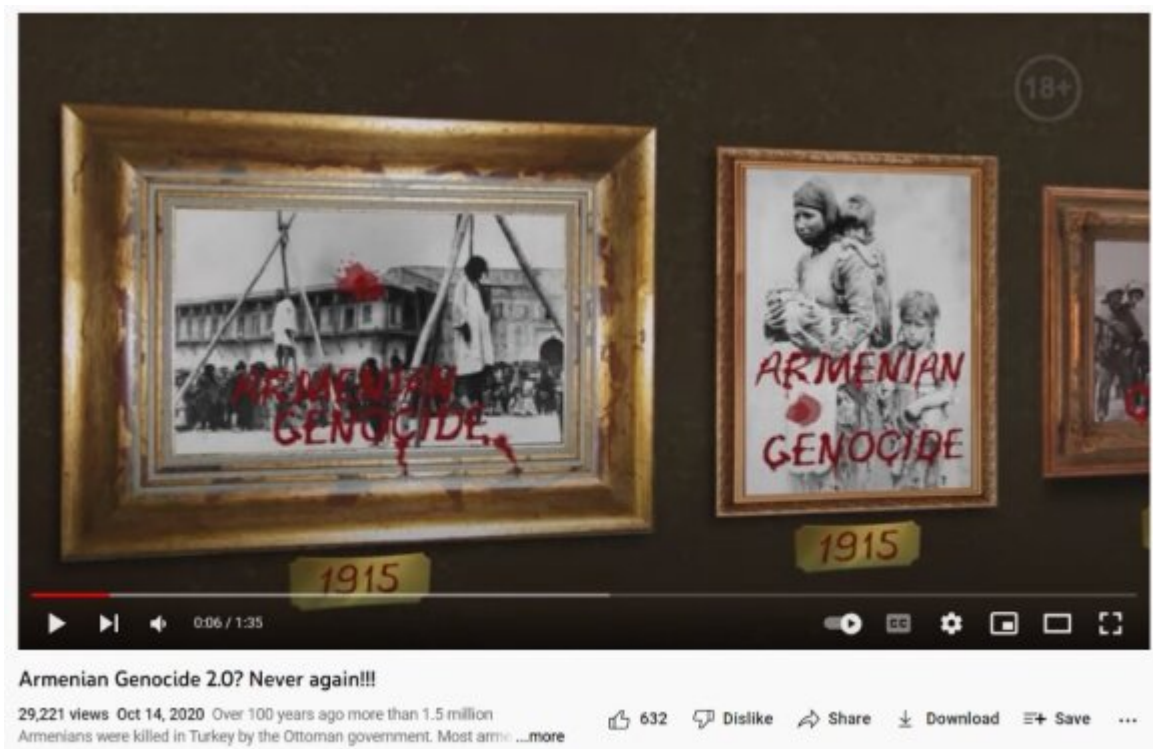 18+
ARMENIAN
GENOCIDE
1915
ARMENIAN
GENOCIDE
1915
0:06 / 1:35
CC
Armenian Genocide 2.0? Never again!!!
29,221 views Oct 14, 2020 Over 100 years ago more than 1.5 million
Armenians were killed in Turkey by the Ottoman government. Most ...more
632 Dislike Share Download Save ...